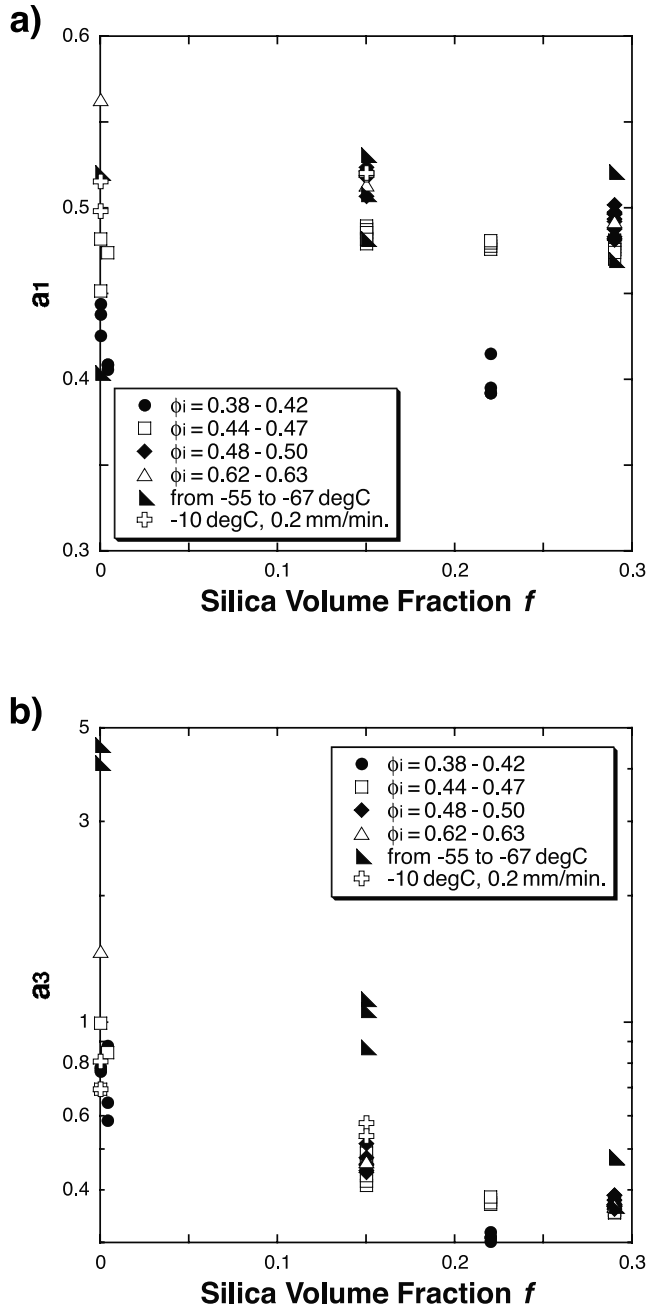 a)
0.6
0.5
a1
0.4
ϕi = 0.38 - 0.42
ϕi = 0.44 - 0.47
ϕi = 0.48 - 0.50
ϕi = 0.62 - 0.63
from -55 to -67 degC
-10 degC, 0.2 mm/min.
0.3
0 0.1 0.2 0.3
Silica Volume Fraction f
b)
5
ϕi = 0.38 - 0.42
ϕi = 0.44 - 0.47
3
ϕi = 0.48 - 0.50
ϕi = 0.62 - 0.63
from -55 to -67 degC
-10 degC, 0.2 mm/min.
a3
1
0.8
0.6
0.4
0 0.1 0.2 0.3
Silica Volume Fraction f